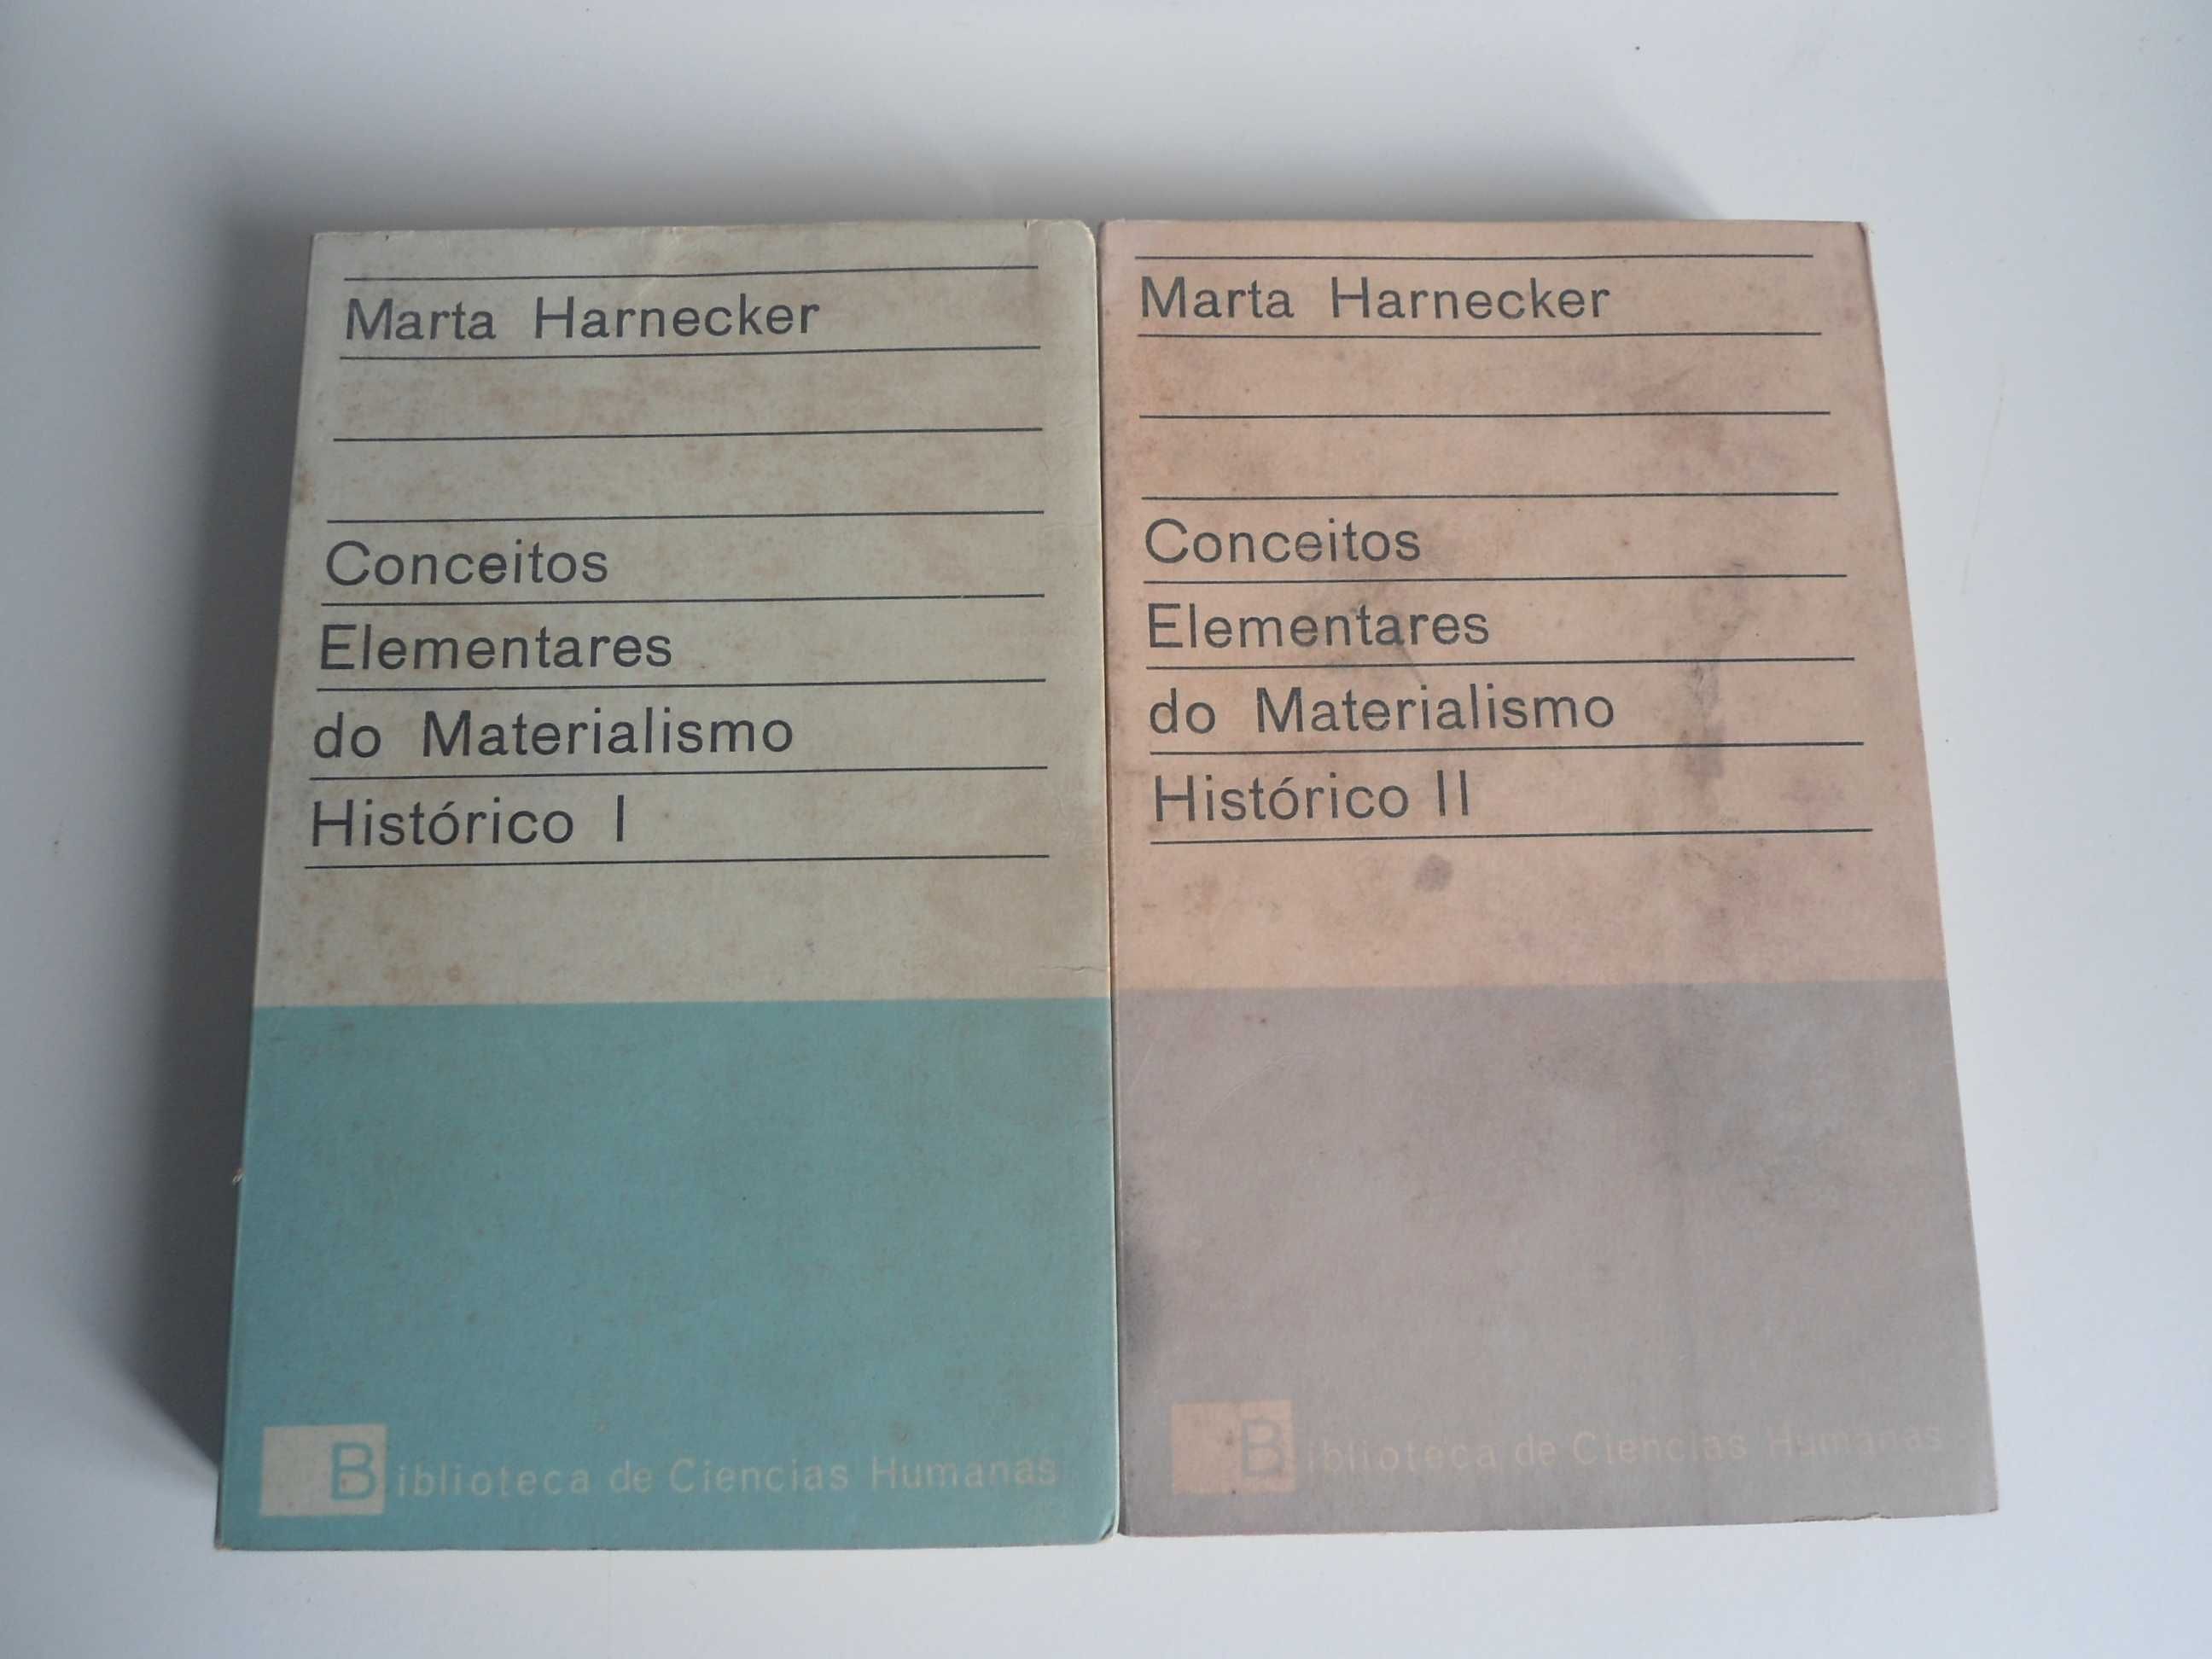 Marta Harnecker
Conceitos
Elementares
do Materialismo
Histórico I
Biblioteca de Ciencias Humanas
Marta Harnecker
Conceitos
Elementares
do Materialismo
Histórico II
Biblioteca de Ciencias Humanas